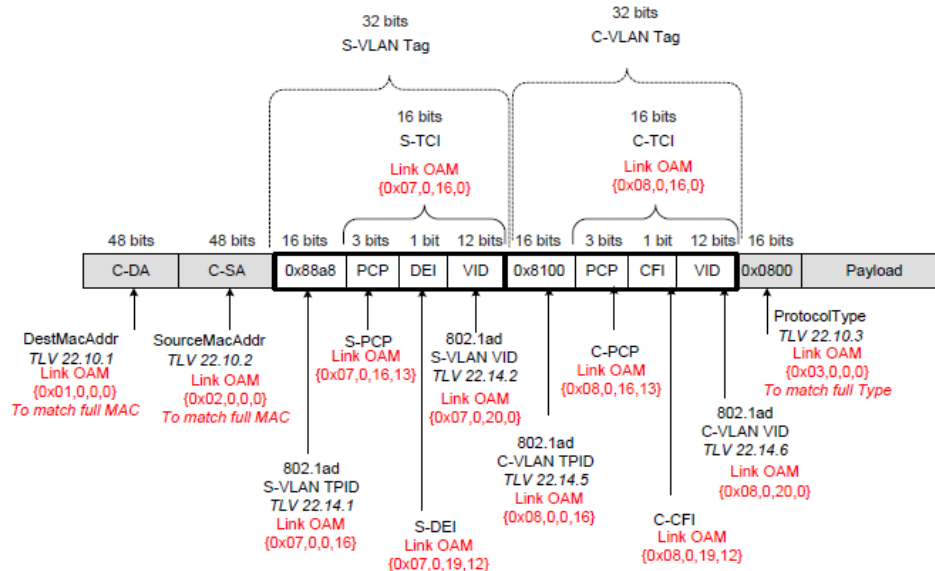 32 bits
S-VLAN Tag
32 bits
C-VLAN Tag
16 bits
S-TCI
Link OAM
{0x07,0,16,0}
16 bits
C-TCI
Link OAM
{0x08,0,16,0}
48 bits 48 bits 16 bits 3 bits 1 bit 12 bits 16 bits 3 bits 1 bit 12 bits 16 bits
C-DA C-SA 0x88a8 PCP DEI VID 0x8100 PCP CFI VID 0x0800 Payload
DestMacAddr
TLV 22.10.1
Link OAM
{0x01,0,0,0}
To match full MAC
SourceMacAddr
TLV 22.10.2
Link OAM
{0x02,0,0,0}
To match full MAC
802.1ad
S-VLAN TPID
TLV 22.14.1
Link OAM
{0x07,0,0,16}
S-PCP
Link OAM
{0x07,0,16,13}
S-DEI
Link OAM
{0x07,0,19,12}
802.1ad
S-VLAN VID
TLV 22.14.2
Link OAM
{0x07,0,20,0}
802.1ad
C-VLAN TPID
TLV 22.14.5
Link OAM
{0x08,0,0,16}
C-PCP
Link OAM
{0x08,0,16,13}
C-CFI
Link OAM
{0x08,0,19,12}
802.1ad
C-VLAN VID
TLV 22.14.6
Link OAM
{0x08,0,20,0}
ProtocolType
TLV 22.10.3
Link OAM
{0x03,0,0,0}
To match full Type